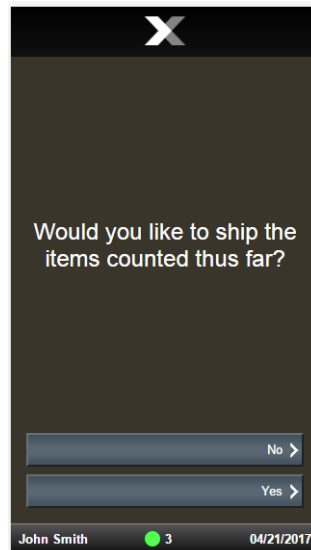 Would you like to ship the
items counted thus far?
No
Yes
John Smith 3 04/21/2017